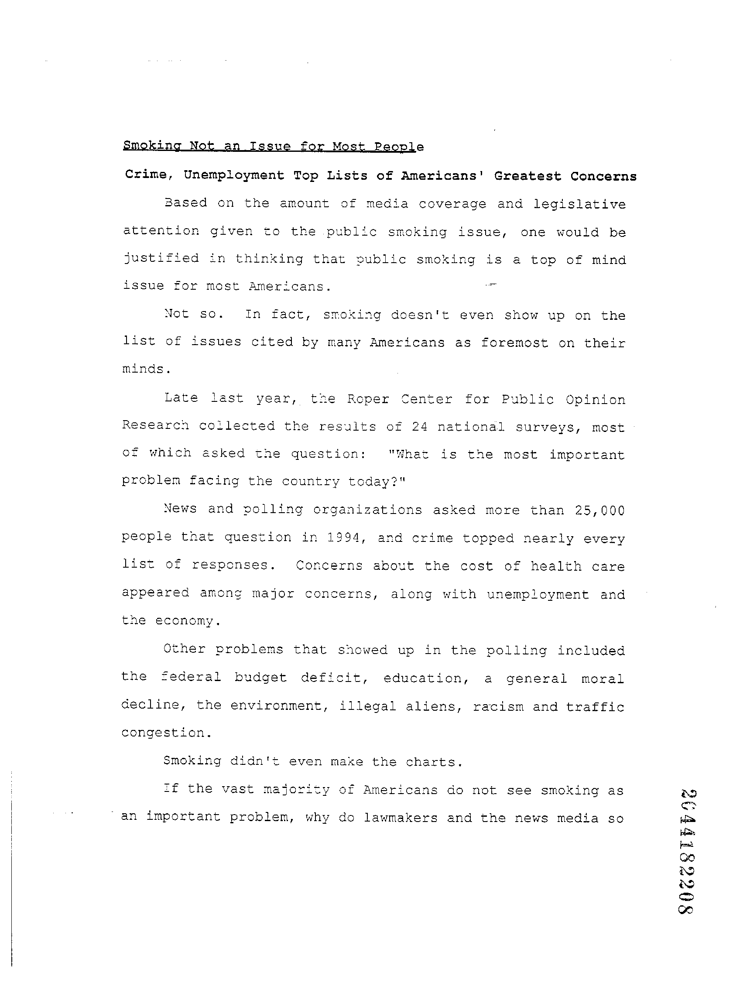 Smoking Not an Issue for Most People
Crime, Unemployment Top Lists of Americans' Greatest Concerns
Based on the amount of media coverage and legislative
attention given to the public smoking issue, one would be
justified in thinking that public smoking is a top of mind
issue for most Americans.
Not so. In fact, smoking doesn't even show up on the
list of issues cited by many Americans as foremost on their
minds.
Late last year, the Roper Center for Public Opinion
Research collected the results of 24 national surveys, most
of which asked the question: "What is the most important
problem facing the country today?"
News and polling organizations asked more than 25,000
people that question in 1994, and crime topped nearly every
list of responses. Concerns about the cost of health care
appeared among major concerns, along with unemployment and
the economy.
Other problems that showed up in the polling included
the federal budget deficit, education, a general moral
decline, the environment, illegal aliens, racism and traffic
congestion.
Smoking didn't even make the charts.
If the vast majority of Americans do not see smoking as
an important problem, why do lawmakers and the news media so
2044182208